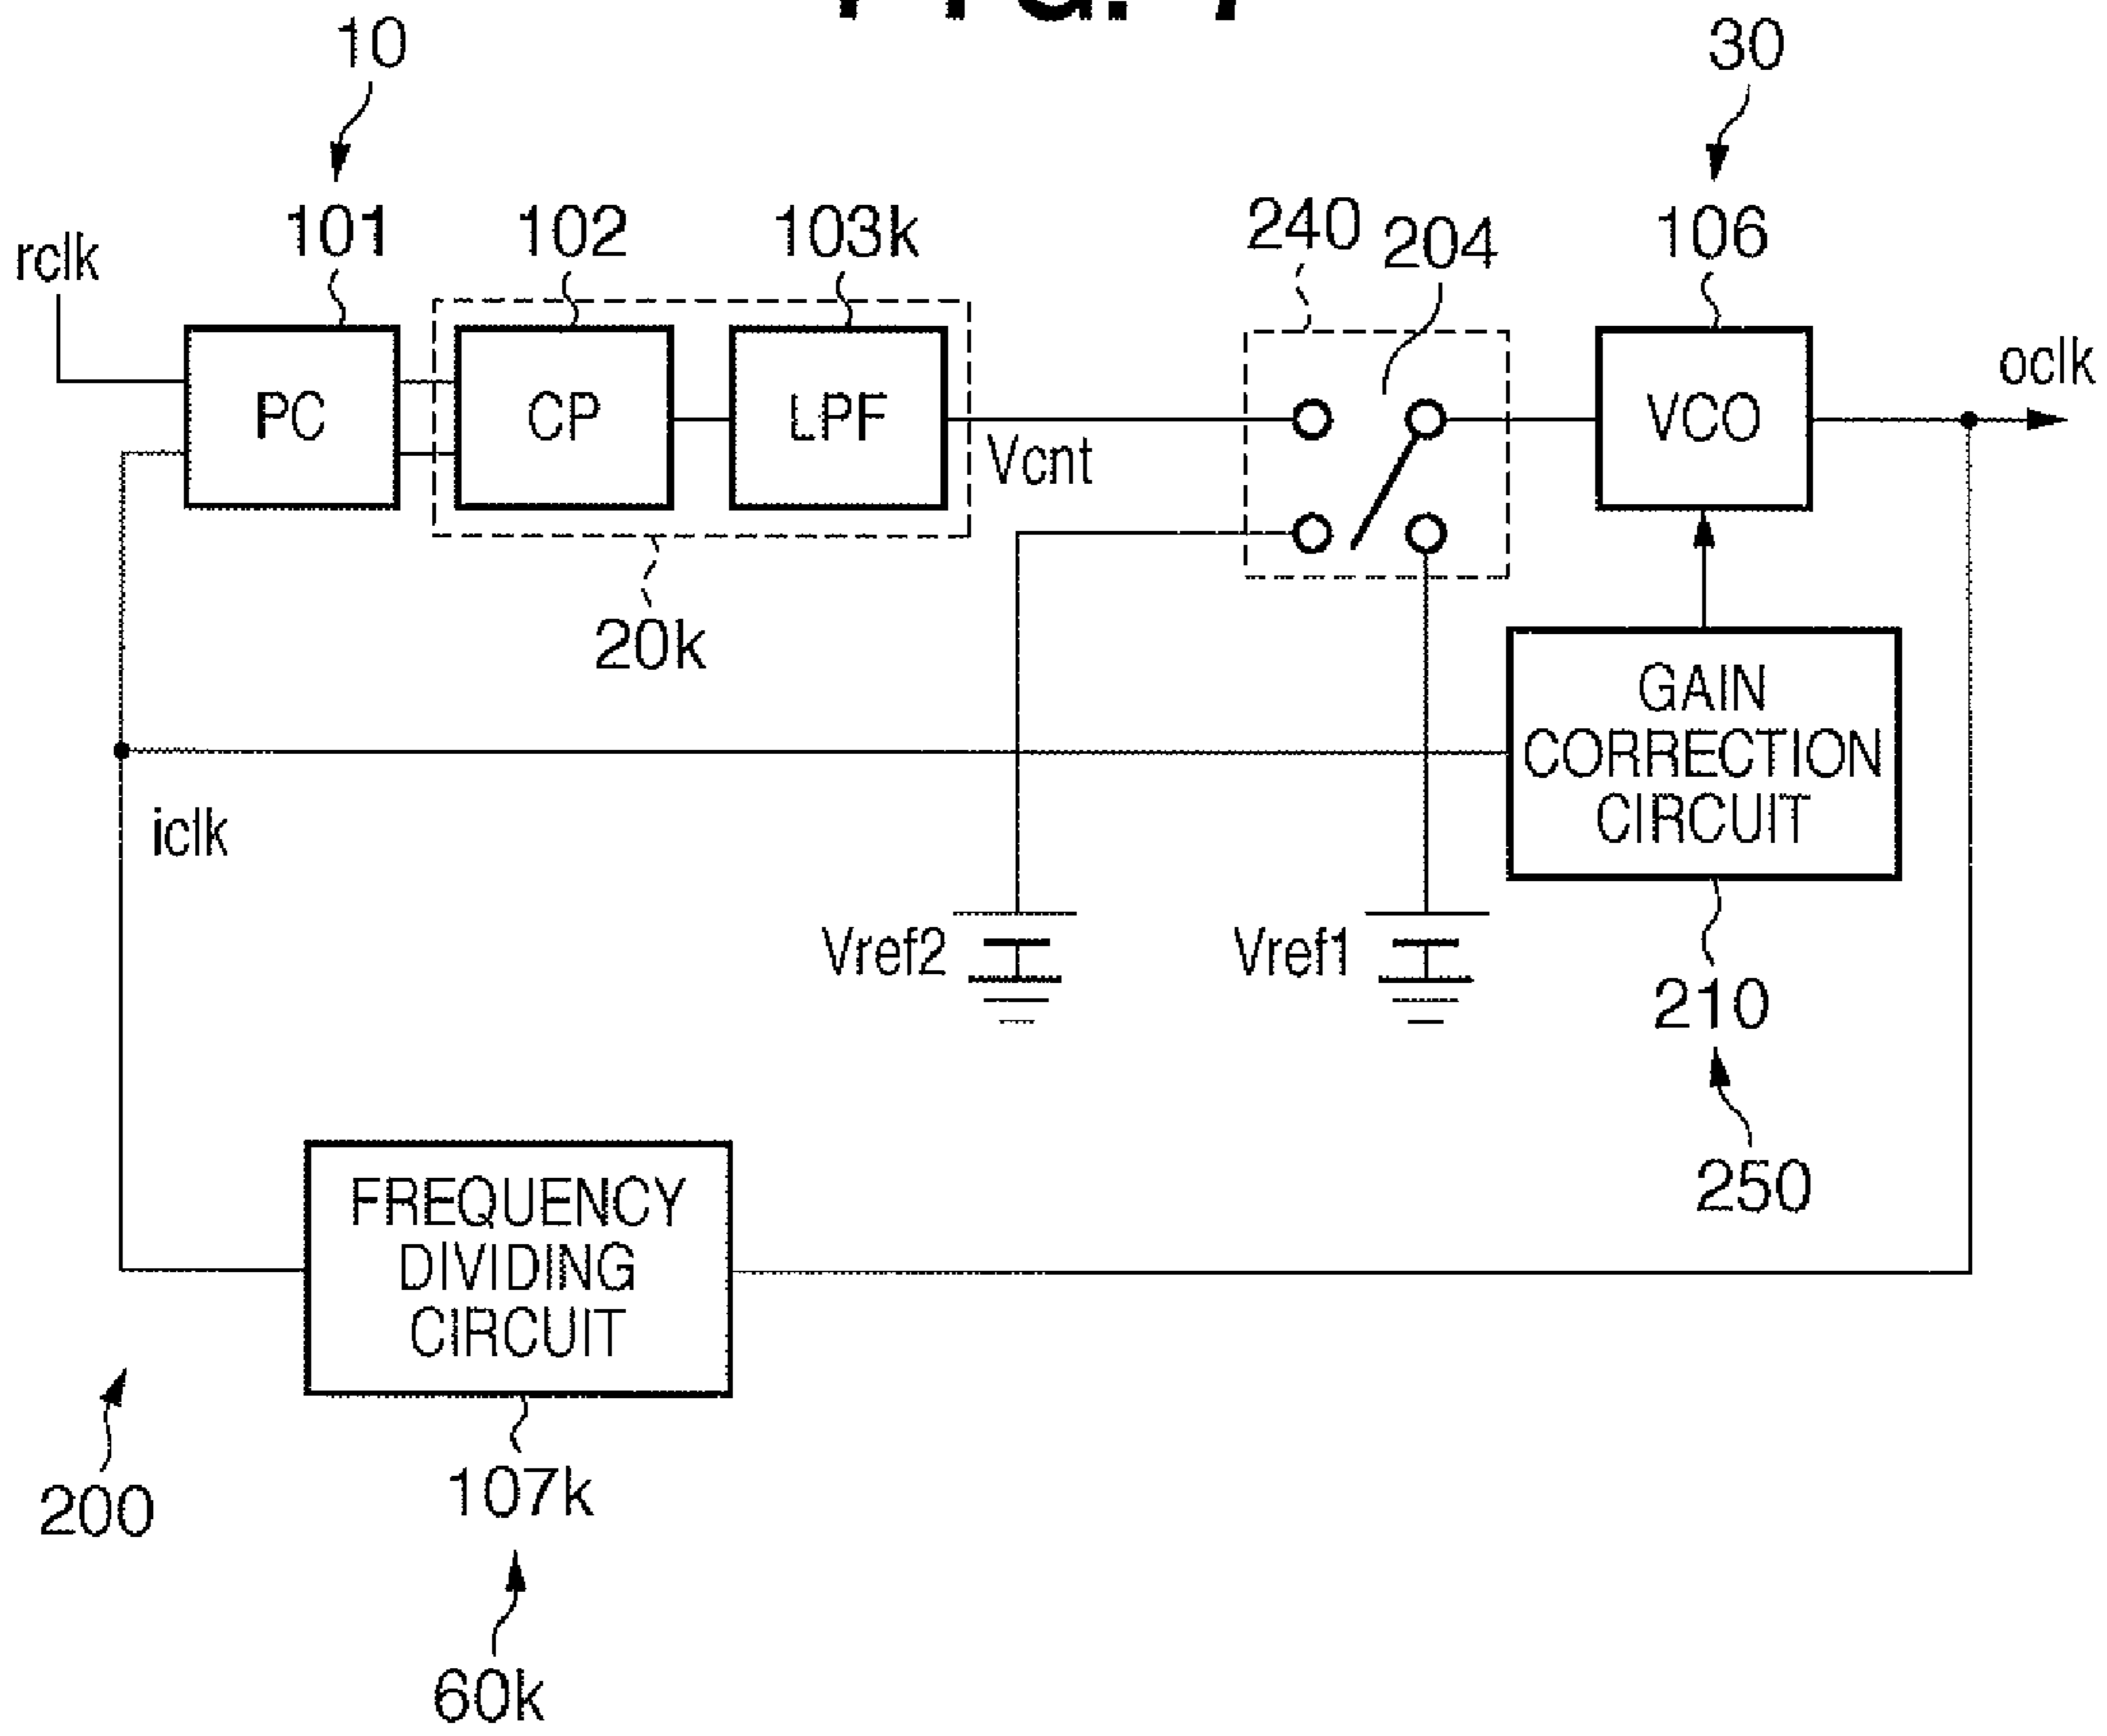 10
30
101
102
103k
240
204
106
rclk
oclk
PC
CP
LPF
VCO
Vcnt
20k
GAIN
CORRECTION
CIRCUIT
iclk
Vref2
Vref1
210
250
FREQUENCY
DIVIDING
CIRCUIT
200
107k
60k